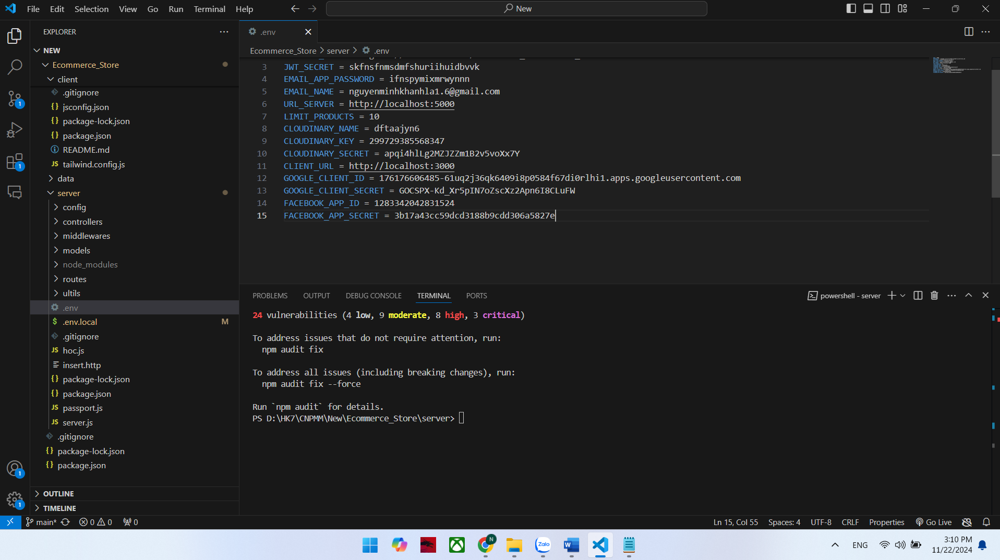 File Edit Selection View Go Run Terminal Help
New
EXPLORER
.env
NEW
Ecommerce_Store > server > .env
Ecommerce_Store
client
.gitignore
jsconfig.json
package-lock.json
package.json
README.md
tailwind.config.js
data
server
config
controllers
middlewares
models
node_modules
routes
ultils
.env
.env.local M
.gitignore
hoc.js
insert.http
package-lock.json
package.json
passport.js
server.js
.gitignore
package-lock.json
package.json
OUTLINE
TIMELINE
3 JWT_SECRET = skfnsfnmsdmfshuriihuidbvvk
4 EMAIL_APP_PASSWORD = ifnspymixmrwynnn
5 EMAIL_NAME = nguyenminhkhanhla1.6@gmail.com
6 URL_SERVER = http://localhost:5000
7 LIMIT_PRODUCTS = 10
8 CLOUDINARY_NAME = dftaajyn6
9 CLOUDINARY_KEY = 299729385568347
10 CLOUDINARY_SECRET = apqi4hlLg2MZJZZm1B2v5voXx7Y
11 CLIENT_URL = http://localhost:3000
12 GOOGLE_CLIENT_ID = 176176606485-61uq2j36qk6409i8p0584f67di0rlhi1.apps.googleusercontent.com
13 GOOGLE_CLIENT_SECRET = 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
14 FACEBOOK_APP_ID = 1283342042831524
15 FACEBOOK_APP_SECRET = 3b17a43cc59dcd3188b9cdd306a5827e
PROBLEMS OUTPUT DEBUG CONSOLE TERMINAL PORTS
powershell - server
24 vulnerabilities (4 low, 9 moderate, 8 high, 3 critical)
To address issues that do not require attention, run:
npm audit fix
To address all issues (including breaking changes), run:
npm audit fix --force
Run `npm audit` for details.
PS D:\HK7\CNPMM\New\Ecommerce_Store\server>
1
1
1
1
main* 0 0 0
Ln 15, Col 55 Spaces: 4 UTF-8 CRLF Properties Go Live
N
Zalo
W
ENG
3:10 PM
11/22/2024